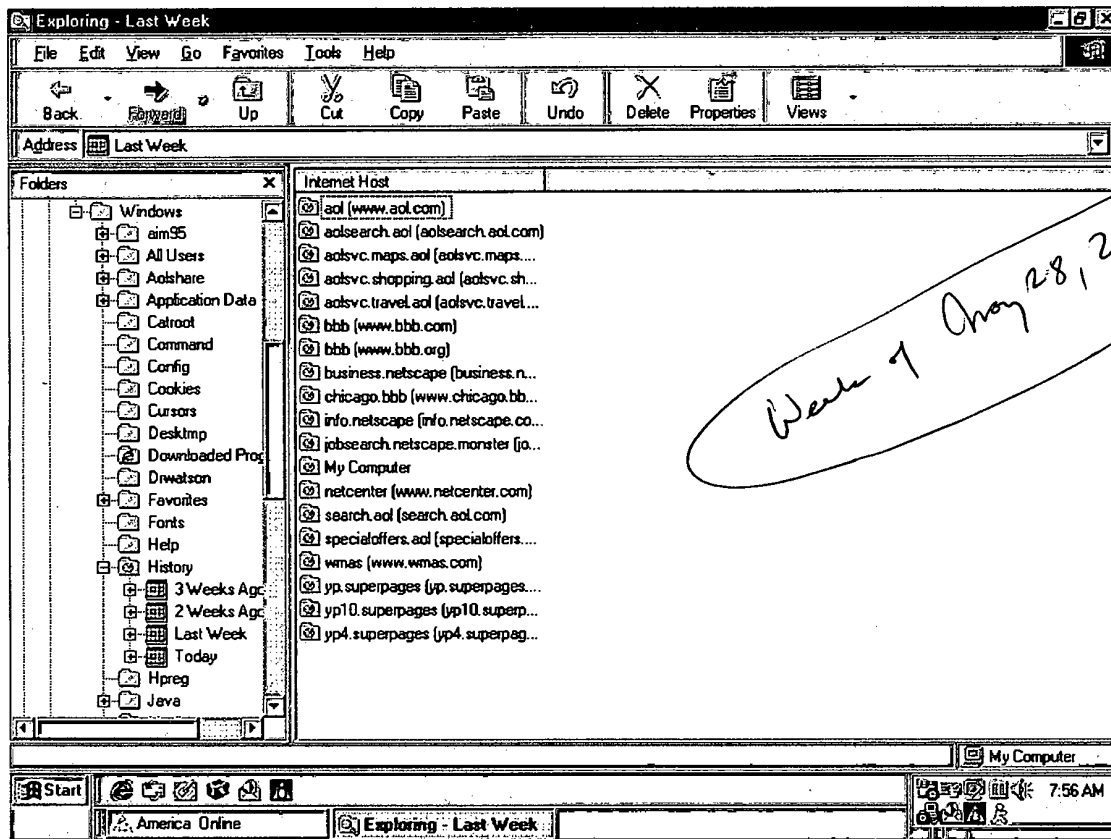 Exploring - Last Week
File Edit View Go Favorites Tools Help
Back Forward Up Cut Copy Paste Undo Delete Properties Views
Address Last Week
Folders
Windows
aim95
All Users
Aolshare
Application Data
Catroot
Command
Config
Cookies
Cursors
Desktmp
Downloaded Prog
Drwatson
Favorites
Fonts
Help
History
3 Weeks Ago
2 Weeks Ago
Last Week
Today
Hpreg
Java
Internet Host
aol (www.aol.com)
aolsearch.aol (aolsearch.aol.com)
aolsvc.maps.aol (aolsvc.maps....
aolsvc.shopping.aol (aolsvc.sh...
aolsvc.travel.aol (aolsvc.travel....
bbb (www.bbb.com)
bbb (www.bbb.org)
business.netscape (business.n...
chicago.bbb (www.chicago.bb...
info.netscape (info.netscape.co...
jobsearch.netscape.monster (jo...
My Computer
netcenter (www.netcenter.com)
search.aol (search.aol.com)
specialoffers.aol (specialoffers....
wmas (www.wmas.com)
yp.superpages (yp.superpages....
yp10.superpages (yp10.superp...
yp4.superpages (yp4.superpag...
Week of 28, 2
My Computer
Start 7:56 AM
America Online Exploring - Last Week